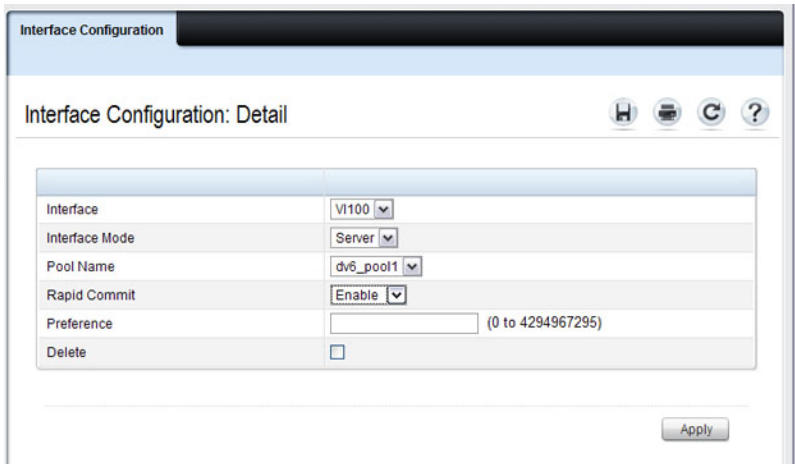 Interface Configuration
Interface Configuration: Detail
Interface Vl100
Interface Mode Server
Pool Name dv6_pool1
Rapid Commit Enable
Preference (0 to 4294967295)
Delete
Apply